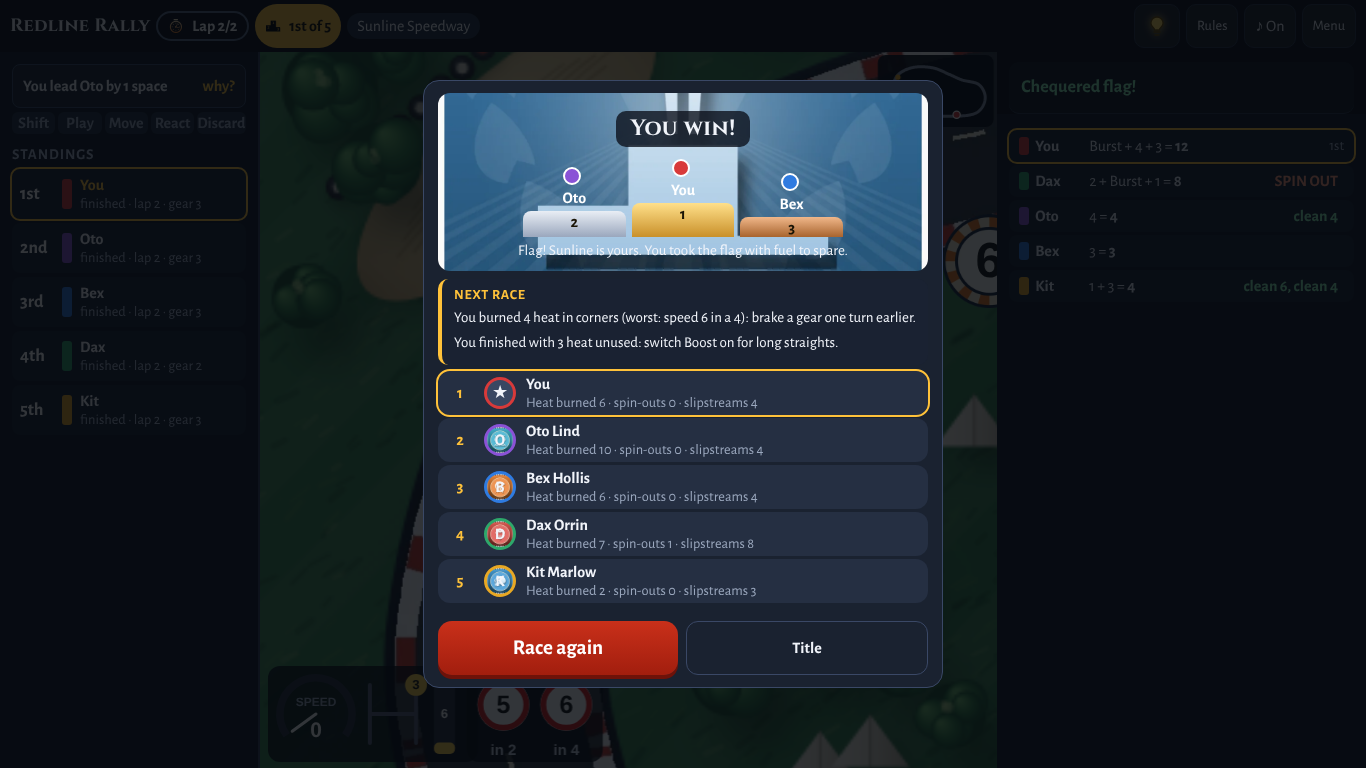 Redline Rally
Lap 2/2
1st of 5
Sunline Speedway
Rules
♪ On
Menu
You lead Oto by 1 space why?
Shift Play Move React Discard
STANDINGS
1st You
finished · lap 2 · gear 3
2nd Oto
finished · lap 2 · gear 3
3rd Bex
finished · lap 2 · gear 3
4th Dax
finished · lap 2 · gear 2
5th Kit
finished · lap 2 · gear 3
You win!
Oto
You
Bex
2
1
3
Flag! Sunline is yours. You took the flag with fuel to spare.
NEXT RACE
You burned 4 heat in corners (worst: speed 6 in a 4): brake a gear one turn earlier.
You finished with 3 heat unused: switch Boost on for long straights.
1 ★ You
Heat burned 6 · spin-outs 0 · slipstreams 4
2 O Oto Lind
Heat burned 10 · spin-outs 0 · slipstreams 4
3 B Bex Hollis
Heat burned 6 · spin-outs 0 · slipstreams 4
4 D Dax Orrin
Heat burned 7 · spin-outs 1 · slipstreams 8
5 Kit Marlow
Heat burned 2 · spin-outs 0 · slipstreams 3
Race again
Title
Chequered flag!
You Burst + 4 + 3 = 12 1st
Dax 2 + Burst + 1 = 8 SPIN OUT
Oto 4 = 4 clean 4
Bex 3 = 3
Kit 1 + 3 = 4 clean 6, clean 4
6
SPEED
0
3
6
5
in 2
6
in 4